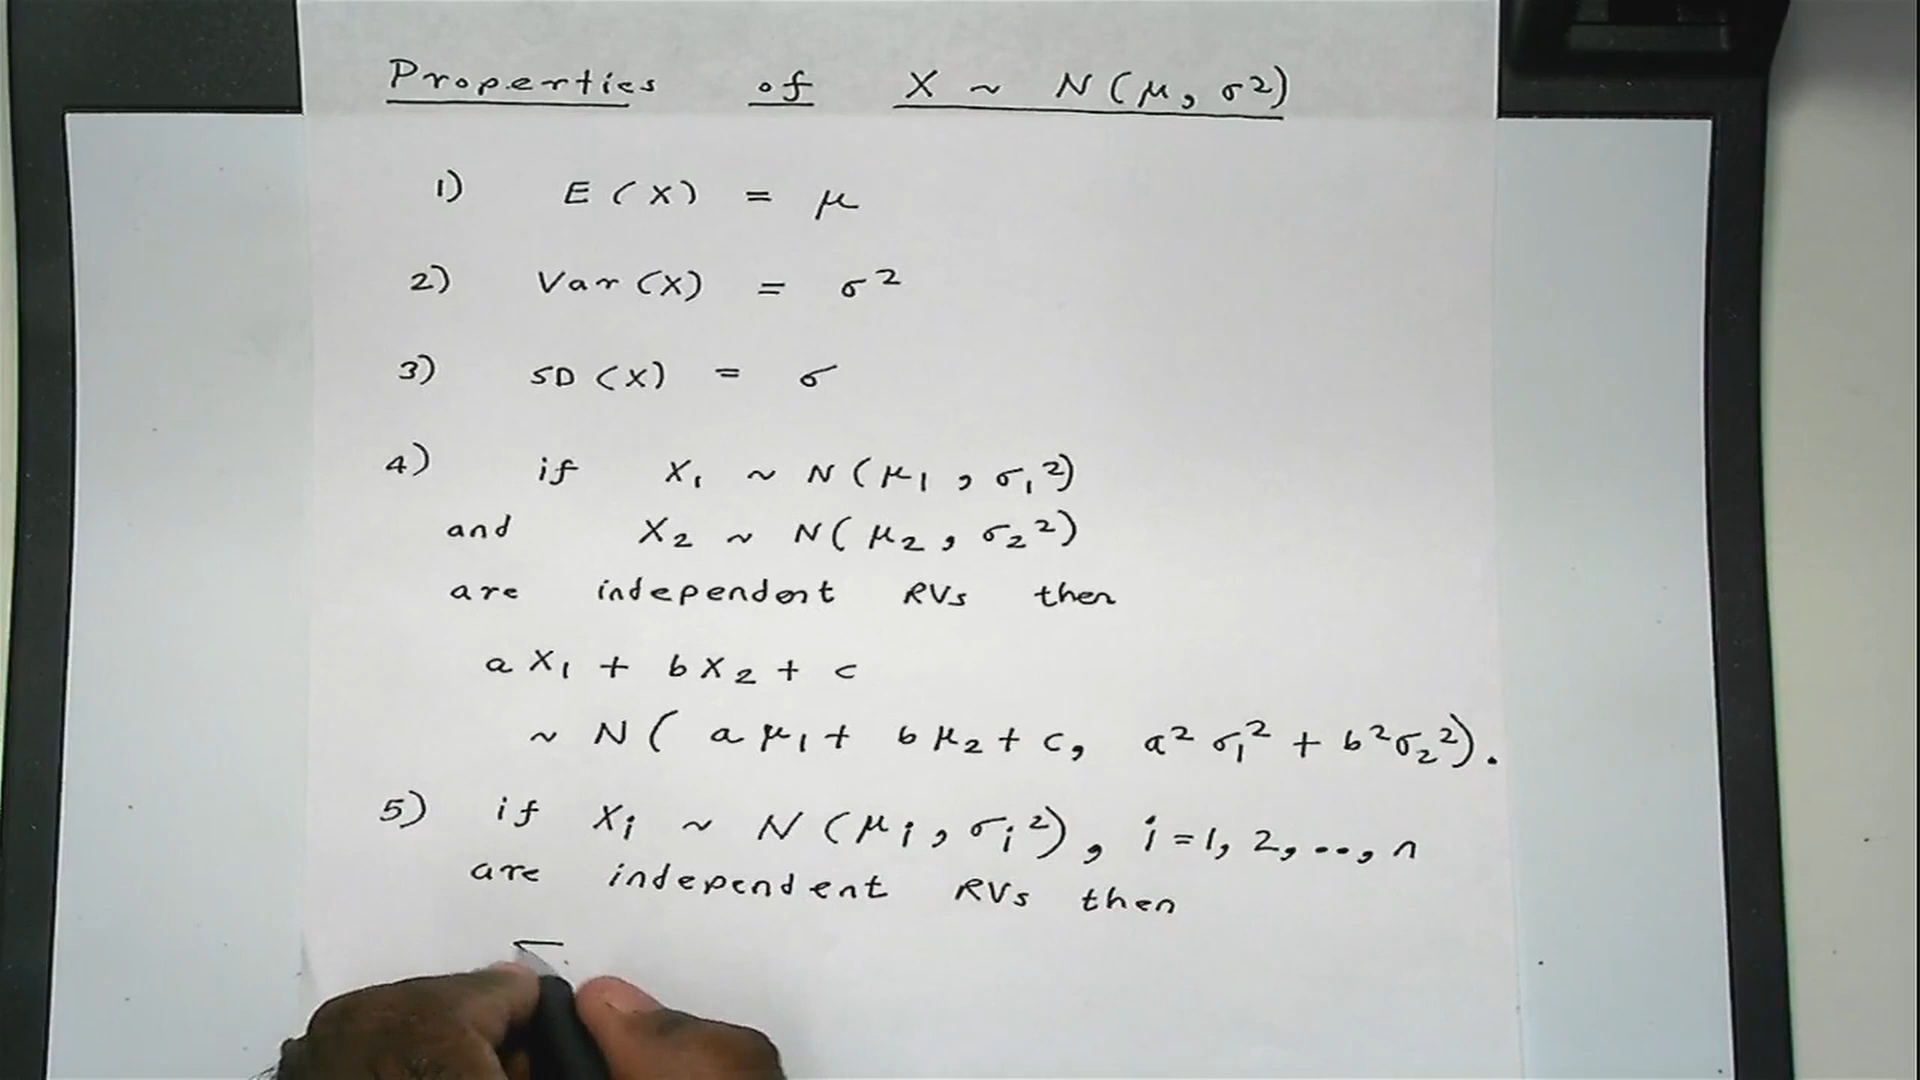 Properties of X ~ N(μ, σ²)
1) E(X) = μ
2) Var(X) = σ²
3) SD(X) = σ
4) if X₁ ~ N(μ₁, σ₁²)
and X₂ ~ N(μ₂, σ₂²)
are independent RVs then
aX₁ + bX₂ + c
~ N(aμ₁ + bμ₂ + c, a²σ₁² + b²σ₂²).
5) if Xᵢ ~ N(μᵢ, σᵢ²), i = 1, 2, .., n
are independent RVs then